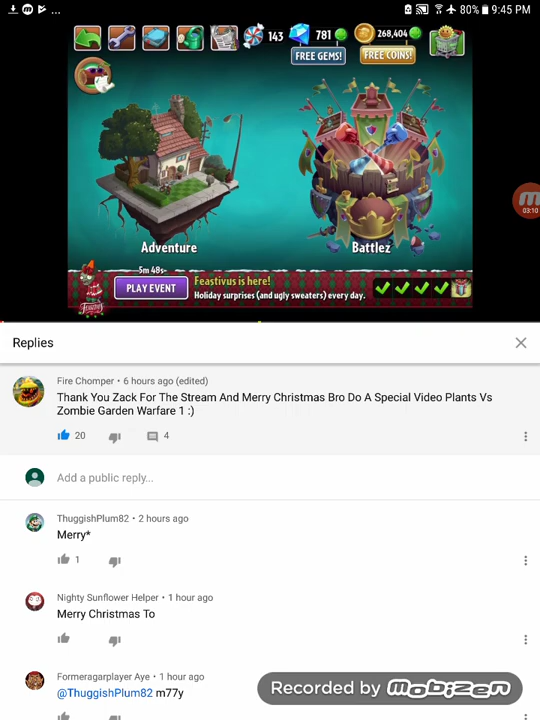 ... 80% 9:45 PM
143 781 268,404
FREE GEMS! FREE COINS!
03:10
Adventure Battlez
5m 48s
PLAY EVENT
Feastivus is here!
Holiday surprises (and ugly sweaters) every day.
Feastivus
Replies
Fire Chomper • 6 hours ago (edited)
Thank You Zack For The Stream And Merry Christmas Bro Do A Special Video Plants Vs
Zombie Garden Warfare 1 :)
20 4
Add a public reply...
ThuggishPlum82 • 2 hours ago
Merry*
1
Nighty Sunflower Helper • 1 hour ago
Merry Christmas To
Formeragarplayer Aye • 1 hour ago
@ThuggishPlum82 m77y
Recorded by Mobizen